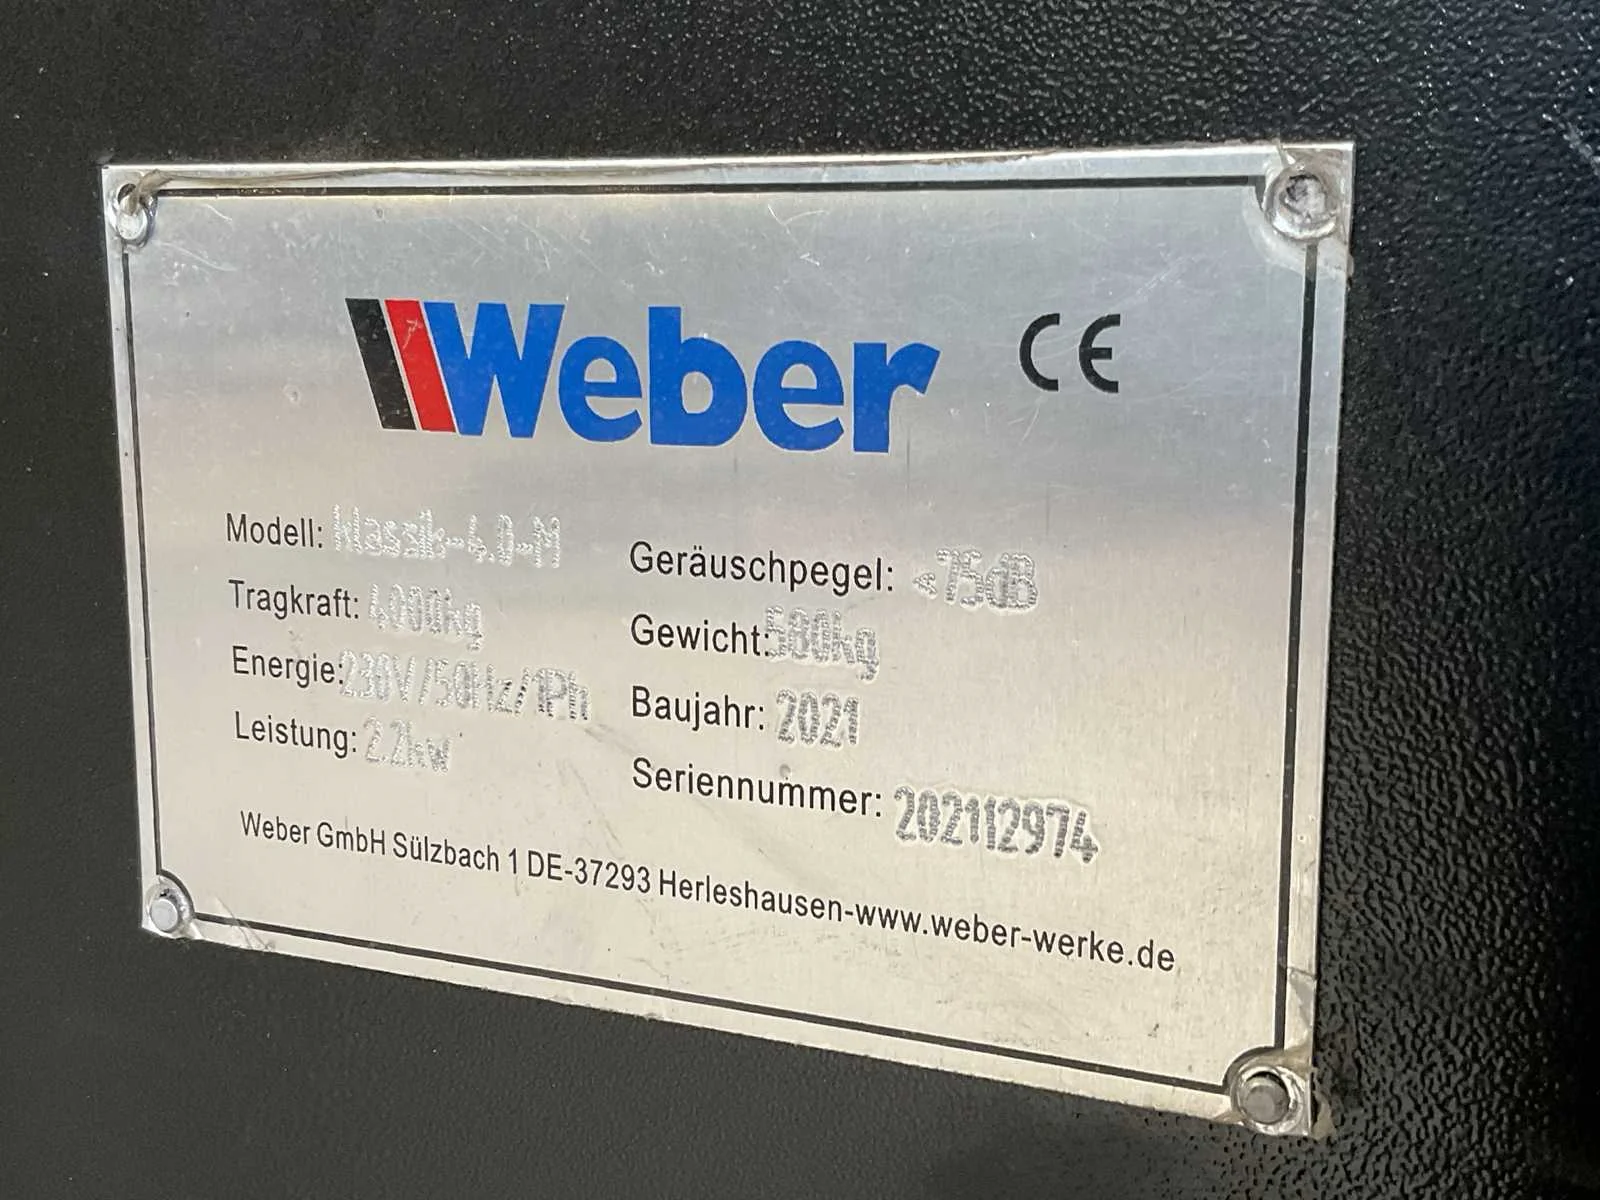 Weber CE
Modell: Klassik-4.0-M
Tragkraft: 4000kg
Energie: 230V/50Hz/1Ph
Leistung: 2.2kw
Geräuschpegel: <75dB
Gewicht: 580kg
Baujahr: 2021
Seriennummer: 202112974
Weber GmbH Sülzbach 1 DE-37293 Herleshausen-www.weber-werke.de